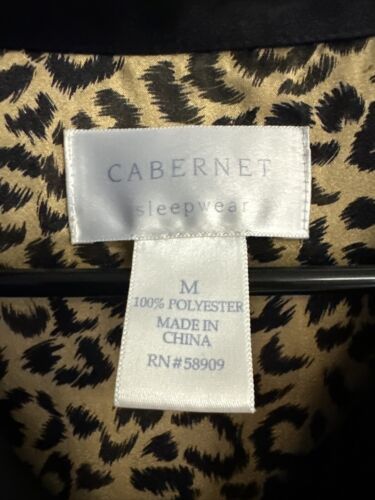 CABERNET
sleepwear
M
100% POLYESTER
MADE IN
CHINA
RN#58909